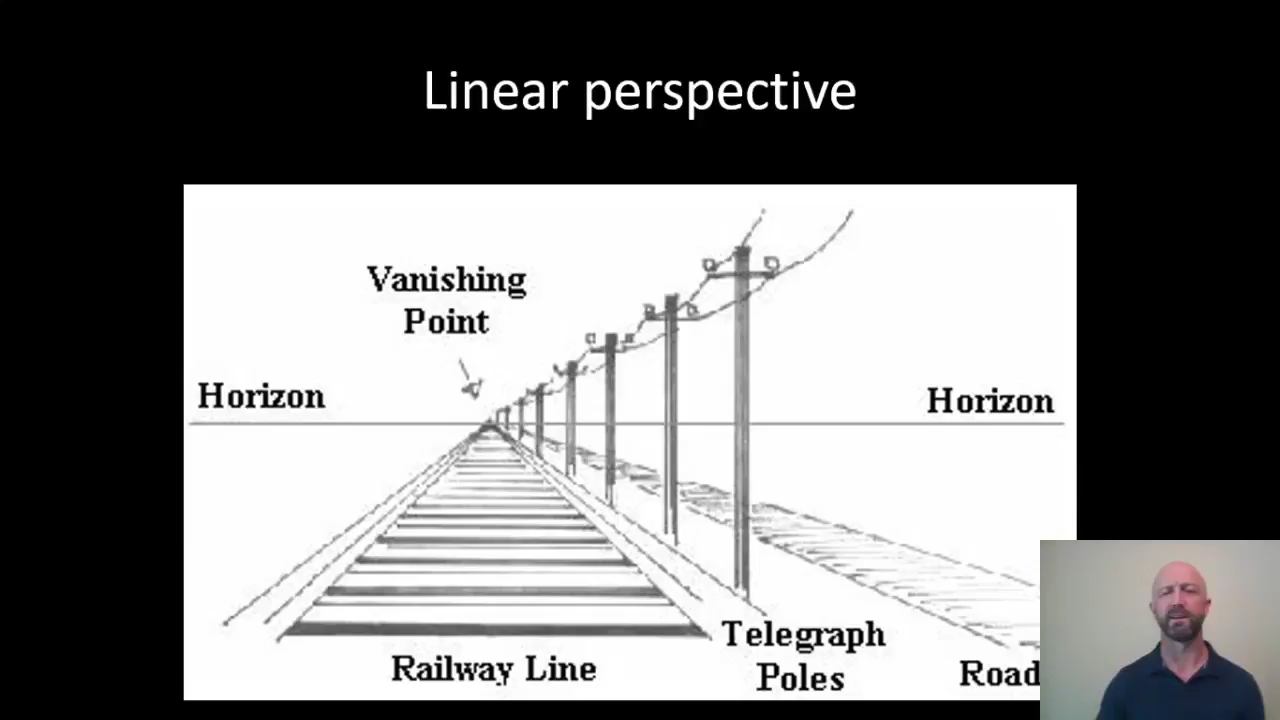 Linear perspective
Vanishing
Point
Horizon
Horizon
Telegraph
Poles
Railway Line
Road